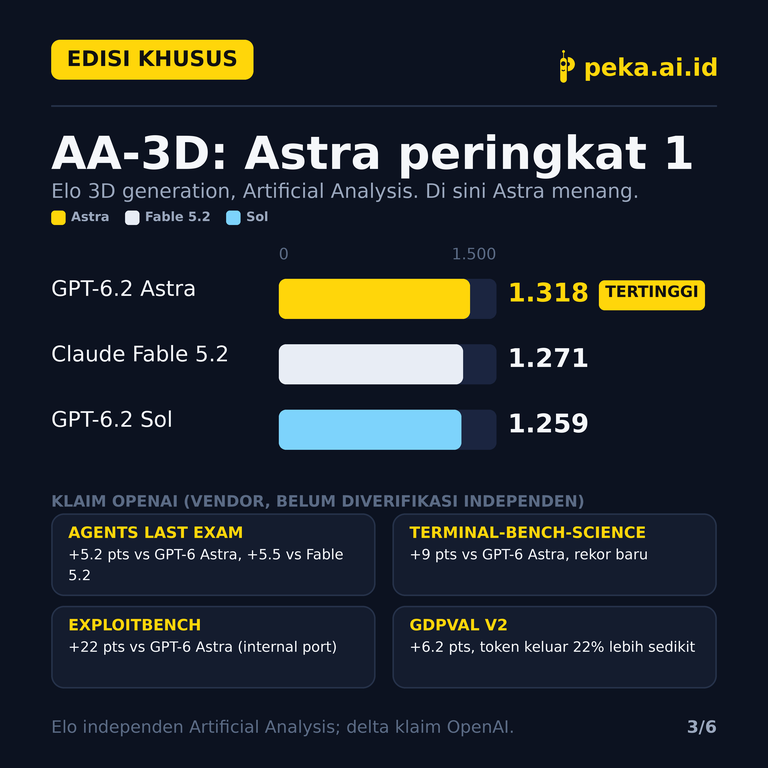 EDISI KHUSUS
peka.ai.id
AA-3D: Astra peringkat 1
Elo 3D generation, Artificial Analysis. Di sini Astra menang.
Astra Fable 5.2 Sol
0 1.500
GPT-6.2 Astra 1.318 TERTINGGI
Claude Fable 5.2 1.271
GPT-6.2 Sol 1.259
KLAIM OPENAI (VENDOR, BELUM DIVERIFIKASI INDEPENDEN)
AGENTS LAST EXAM
+5.2 pts vs GPT-6 Astra, +5.5 vs Fable
5.2
TERMINAL-BENCH-SCIENCE
+9 pts vs GPT-6 Astra, rekor baru
EXPLOITBENCH
+22 pts vs GPT-6 Astra (internal port)
GDPVAL V2
+6.2 pts, token keluar 22% lebih sedikit
Elo independen Artificial Analysis; delta klaim OpenAI.
3/6